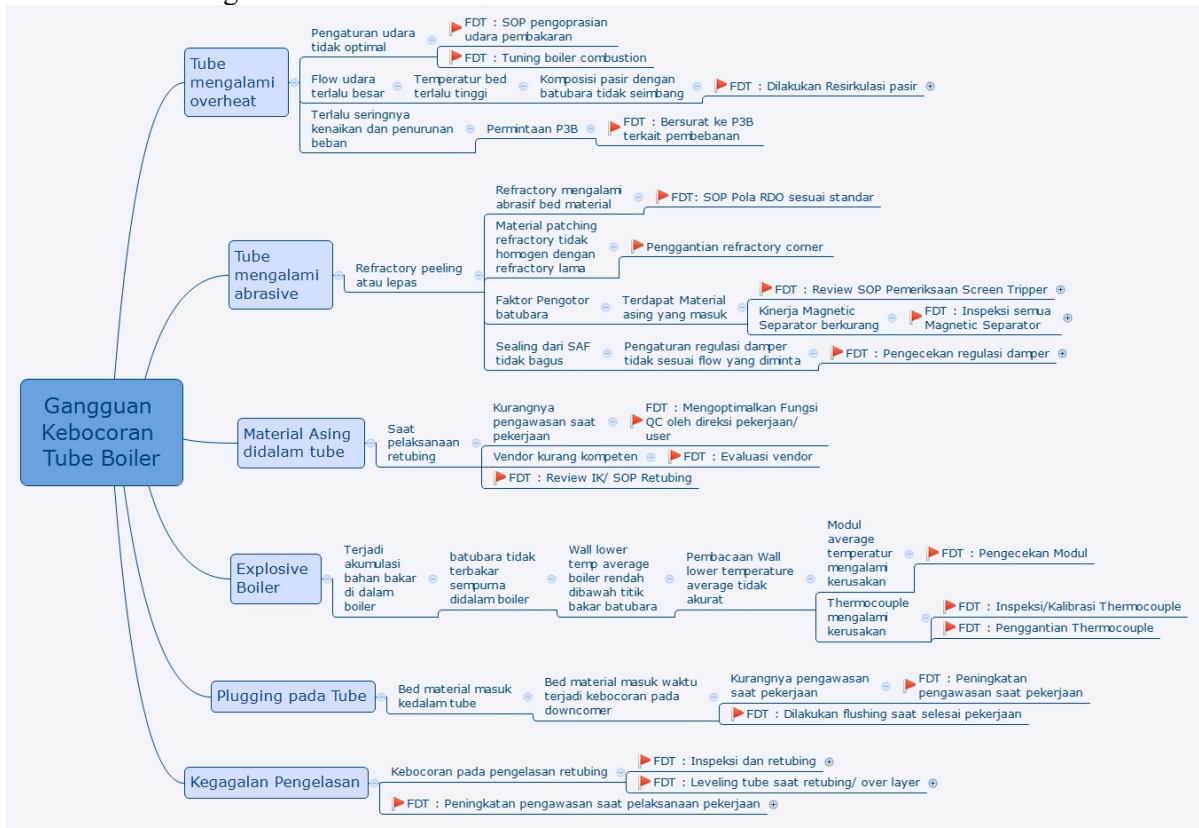 Gangguan
Kebocoran
Tube Boiler
Tube
mengalami
overheat
Pengaturan udara
tidak optimal
FDT : SOP pengoprasian
udara pembakaran
FDT : Tuning boiler combustion
Flow udara
terlalu besar
Temperatur bed
terlalu tinggi
Komposisi pasir dengan
batubara tidak seimbang
FDT : Dilakukan Resirkulasi pasir
Terlalu seringnya
kenaikan dan penurunan
beban
Permintaan P3B
FDT : Bersurat ke P3B
terkait pembebanan
Tube
mengalami
abrasive
Refractory peeling
atau lepas
Refractory mengalami
abrasif bed material
FDT: SOP Pola RDO sesuai standar
Material patching
refractory tidak
homogen dengan
refractory lama
Penggantian refractory corner
Faktor Pengotor
batubara
Terdapat Material
asing yang masuk
FDT : Review SOP Pemeriksaan Screen Tripper
Kinerja Magnetic
Separator berkurang
FDT : Inspeksi semua
Magnetic Separator
Sealing dari SAF
tidak bagus
Pengaturan regulasi damper
tidak sesuai flow yang diminta
FDT : Pengecekan regulasi damper
Material Asing
didalam tube
Saat
pelaksanaan
retubing
Kurangnya
pengawasan saat
pekerjaan
FDT : Mengoptimalkan Fungsi
QC oleh direksi pekerjaan/
user
Vendor kurang kompeten
FDT : Evaluasi vendor
FDT : Review IK/ SOP Retubing
Explosive
Boiler
Terjadi
akumulasi
bahan bakar
di dalam
boiler
batubara tidak
terbakar
sempurna
didalam boiler
Wall lower
temp average
boiler rendah
dibawah titik
bakar batubara
Pembacaan Wall
lower temperature
average tidak
akurat
Modul
average
temperatur
mengalami
kerusakan
FDT : Pengecekan Modul
Thermocouple
mengalami
kerusakan
FDT : Inspeksi/Kalibrasi Thermocouple
FDT : Penggantian Thermocouple
Plugging pada Tube
Bed material masuk
kedalam tube
Bed material masuk waktu
terjadi kebocoran pada
downcomer
Kurangnya pengawasan
saat pekerjaan
FDT : Peningkatan
pengawasan saat pekerjaan
FDT : Dilakukan flushing saat selesai pekerjaan
Kegagalan Pengelasan
Kebocoran pada pengelasan retubing
FDT : Inspeksi dan retubing
FDT : Leveling tube saat retubing/ over layer
FDT : Peningkatan pengawasan saat pelaksanaan pekerjaan